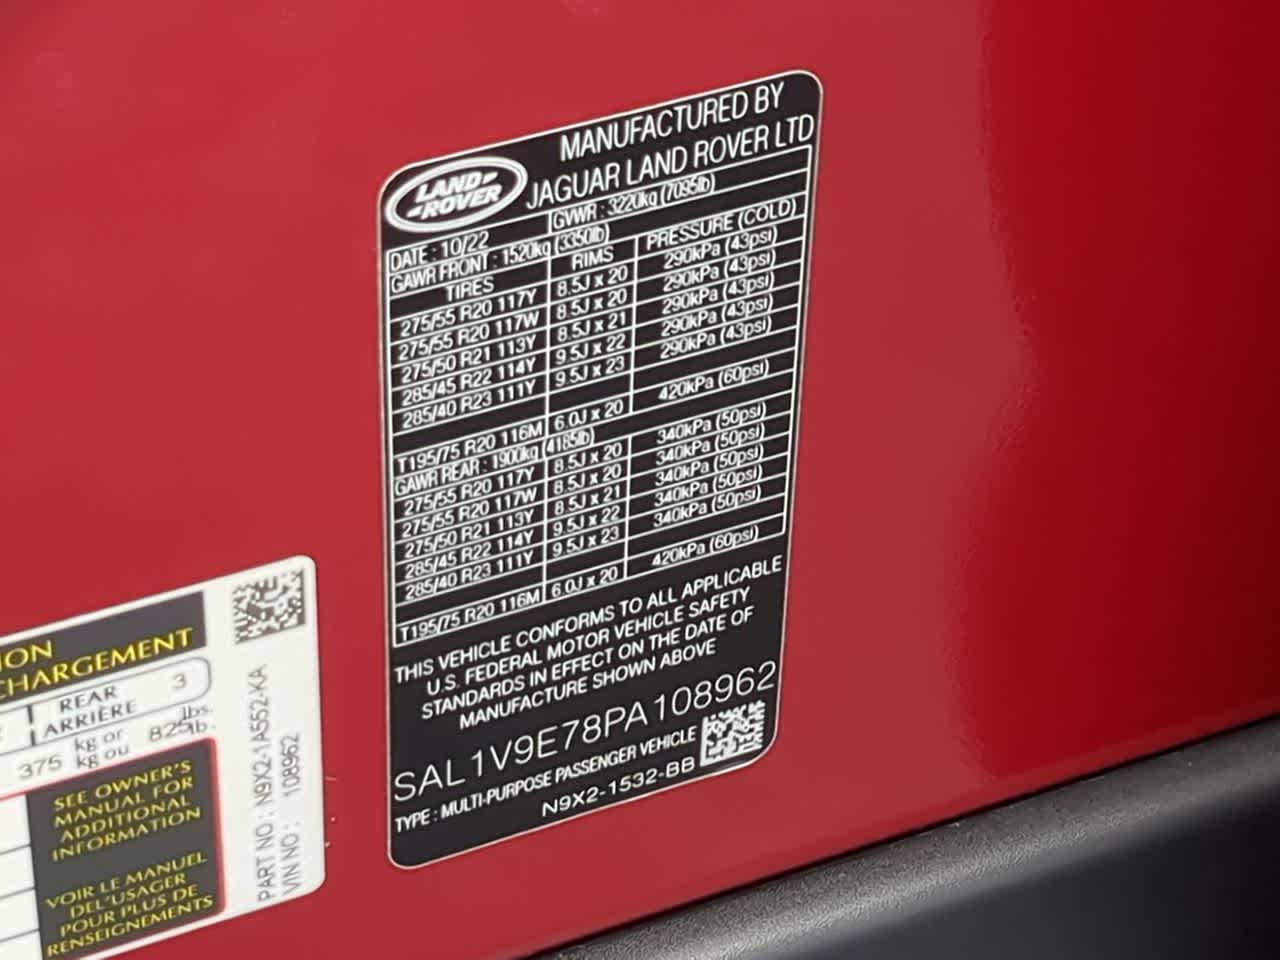 LAND
ROVER
MANUFACTURED BY
JAGUAR LAND ROVER LTD
DATE : 10/22 GVWR : 3220kg (7095lb)
GAWR FRONT : 1520kg (3350lb)
TIRES RIMS PRESSURE (COLD)
275/55 R20 117Y 8.5J x 20 290kPa (43psi)
275/55 R20 117W 8.5J x 20 290kPa (43psi)
275/50 R21 113Y 8.5J x 21 290kPa (43psi)
285/45 R22 114Y 9.5J x 22 290kPa (43psi)
285/40 R23 111Y 9.5J x 23 290kPa (43psi)
T195/75 R20 116M 6.0J x 20 420kPa (60psi)
GAWR REAR : 1900kg (4185lb)
275/55 R20 117Y 8.5J x 20 340kPa (50psi)
275/55 R20 117W 8.5J x 20 340kPa (50psi)
275/50 R21 113Y 8.5J x 21 340kPa (50psi)
285/45 R22 114Y 9.5J x 22 340kPa (50psi)
285/40 R23 111Y 9.5J x 23 340kPa (50psi)
T195/75 R20 116M 6.0J x 20 420kPa (60psi)
THIS VEHICLE CONFORMS TO ALL APPLICABLE
U.S. FEDERAL MOTOR VEHICLE SAFETY
STANDARDS IN EFFECT ON THE DATE OF
MANUFACTURE SHOWN ABOVE
SAL1V9E78PA108962
TYPE : MULTI-PURPOSE PASSENGER VEHICLE
N9X2-1532-BB
ION
CHARGEMENT
REAR 3
ARRIÈRE
375 kg or 825 lbs.
kg ou lb.
SEE OWNER'S
MANUAL FOR
ADDITIONAL
INFORMATION
VOIR LE MANUEL
DEL'USAGER
POUR PLUS DE
RENSEIGNEMENTS
PART NO : N9X2-1A552-KA
VIN NO : 108962